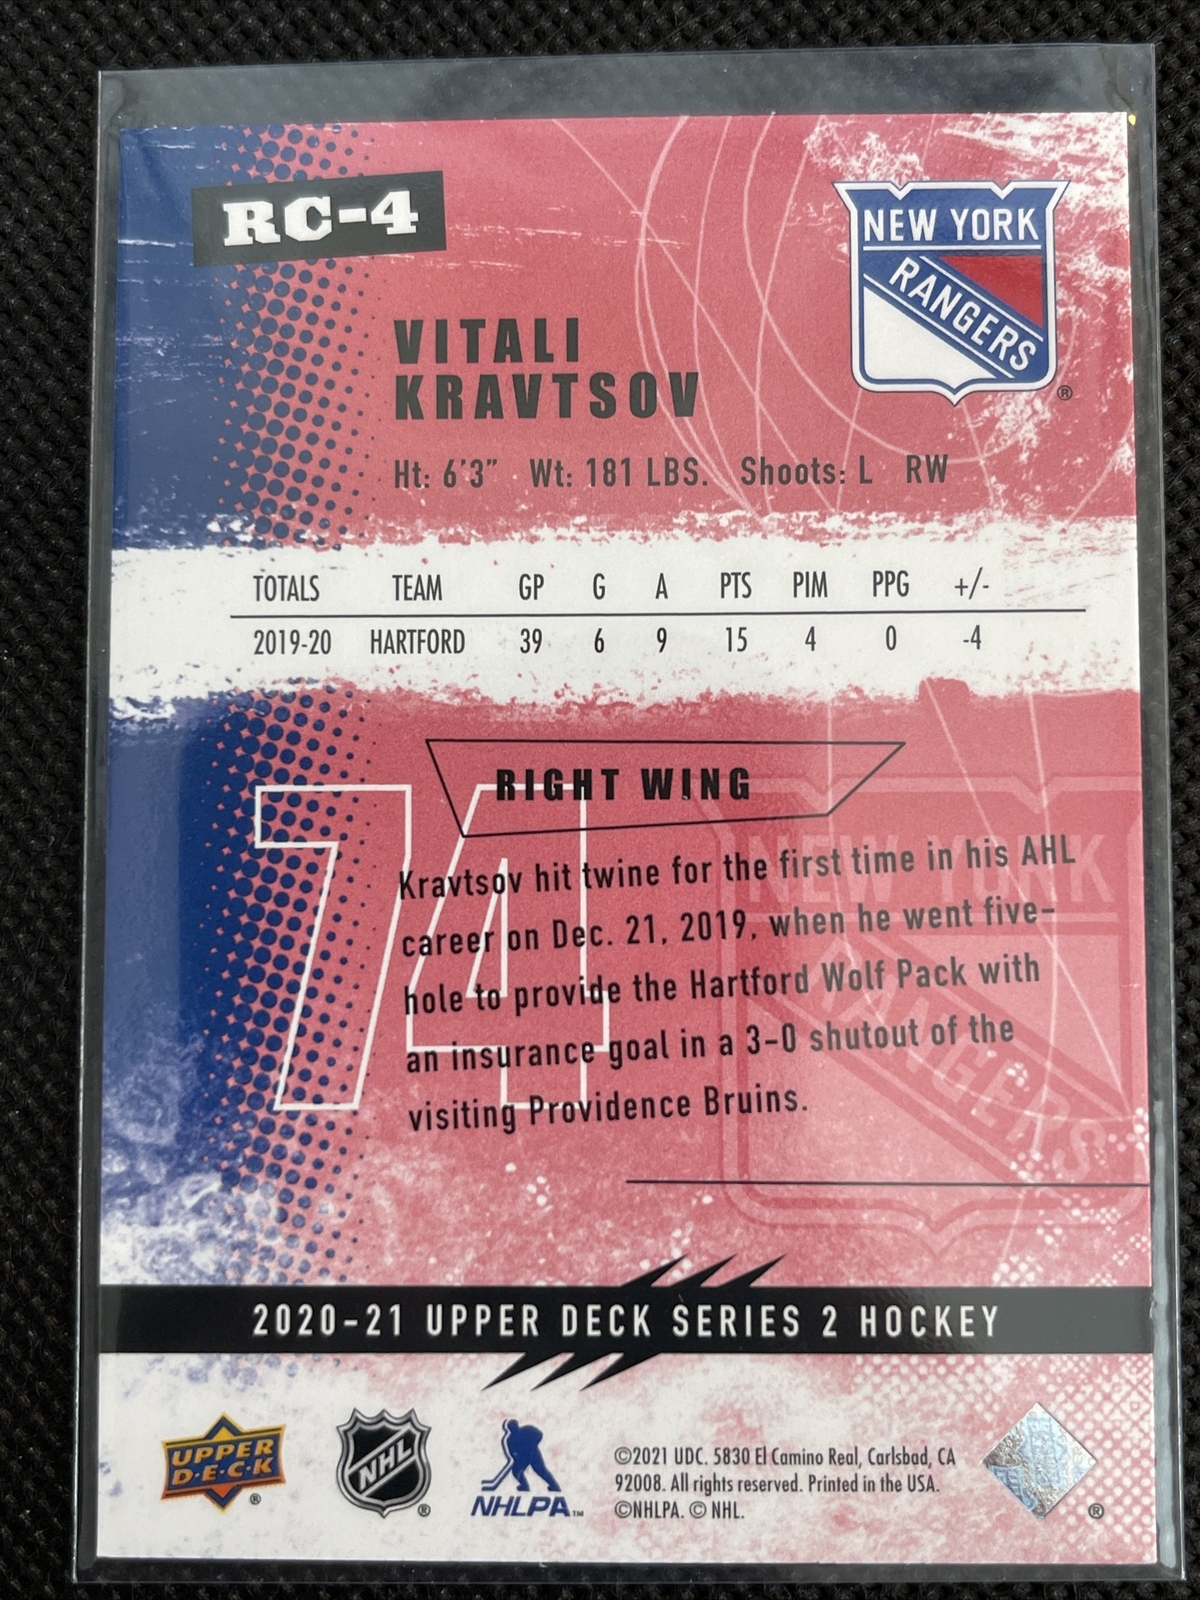 RC-4
NEW YORK
RANGERS
®
VITALI
KRAVTSOV
Ht: 6'3" Wt: 181 LBS. Shoots: L RW
TOTALS TEAM GP G A PTS PIM PPG +/-
2019-20 HARTFORD 39 6 9 15 4 0 -4
74
RIGHT WING
NEW YORK
RANGERS
Kravtsov hit twine for the first time in his AHL
career on Dec. 21, 2019, when he went five-
hole to provide the Hartford Wolf Pack with
an insurance goal in a 3-0 shutout of the
visiting Providence Bruins.
2020-21 UPPER DECK SERIES 2 HOCKEY
UPPER
D·E·C·K
®
NHL
®
NHLPA™
©2021 UDC. 5830 El Camino Real, Carlsbad, CA
92008. All rights reserved. Printed in the USA.
©NHLPA. © NHL.
®